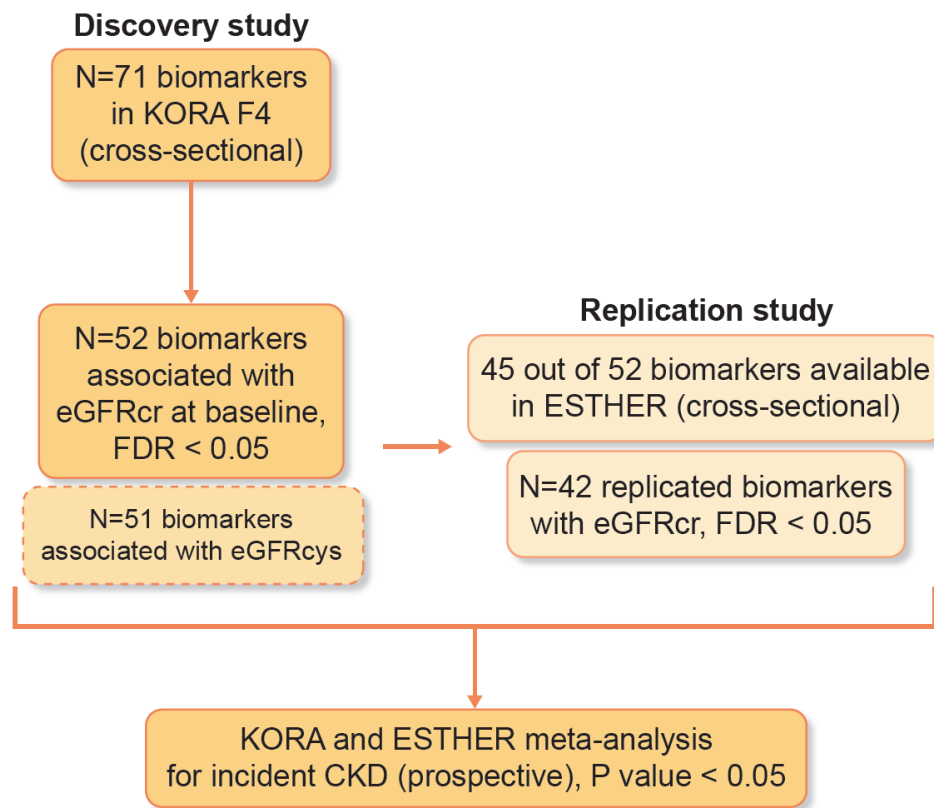 Discovery study
N=71 biomarkers
in KORA F4
(cross-sectional)
N=52 biomarkers
associated with
eGFRcr at baseline,
FDR < 0.05
N=51 biomarkers
associated with eGFRcys
Replication study
45 out of 52 biomarkers available
in ESTHER (cross-sectional)
N=42 replicated biomarkers
with eGFRcr, FDR < 0.05
KORA and ESTHER meta-analysis
for incident CKD (prospective), P value < 0.05